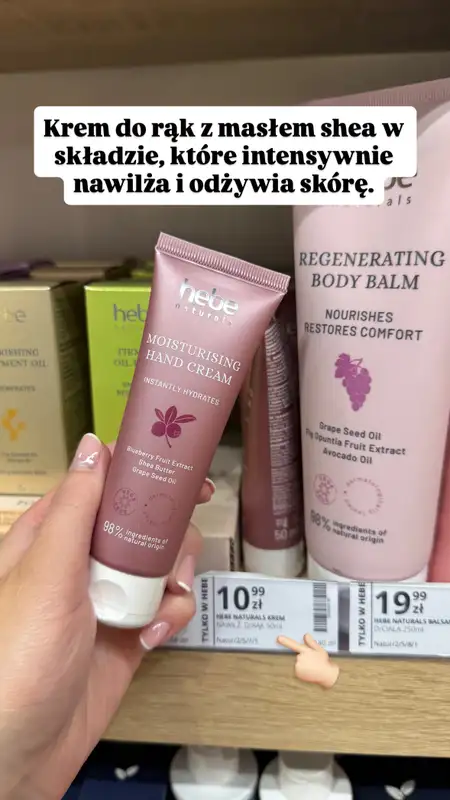 Krem do rąk z masłem shea w
składzie, które intensywnie
nawilża i odżywia skórę.
hebe
naturals
MOISTURISING
HAND CREAM
INSTANTLY HYDRATES
Blueberry Fruit Extract
Shea Butter
Grape Seed Oil
98% ingredients of
natural origin
REGENERATING
BODY BALM
NOURISHES
RESTORES COMFORT
Grape Seed Oil
Fig Opuntia Fruit Extract
Avocado Oil
98% ingredients of
natural origin
TYLKO W HEBE
10 99
zł
HEBE NATURALS KREM
TYLKO W HEBE
19 99
zł
HEBE NATURALS BALSAM